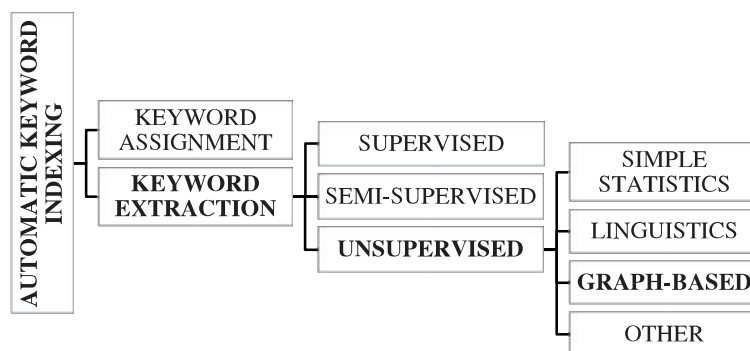 AUTOMATIC KEYWORD
INDEXING
KEYWORD
ASSIGNMENT
KEYWORD
EXTRACTION
SUPERVISED
SEMI-SUPERVISED
UNSUPERVISED
SIMPLE
STATISTICS
LINGUISTICS
GRAPH-BASED
OTHER